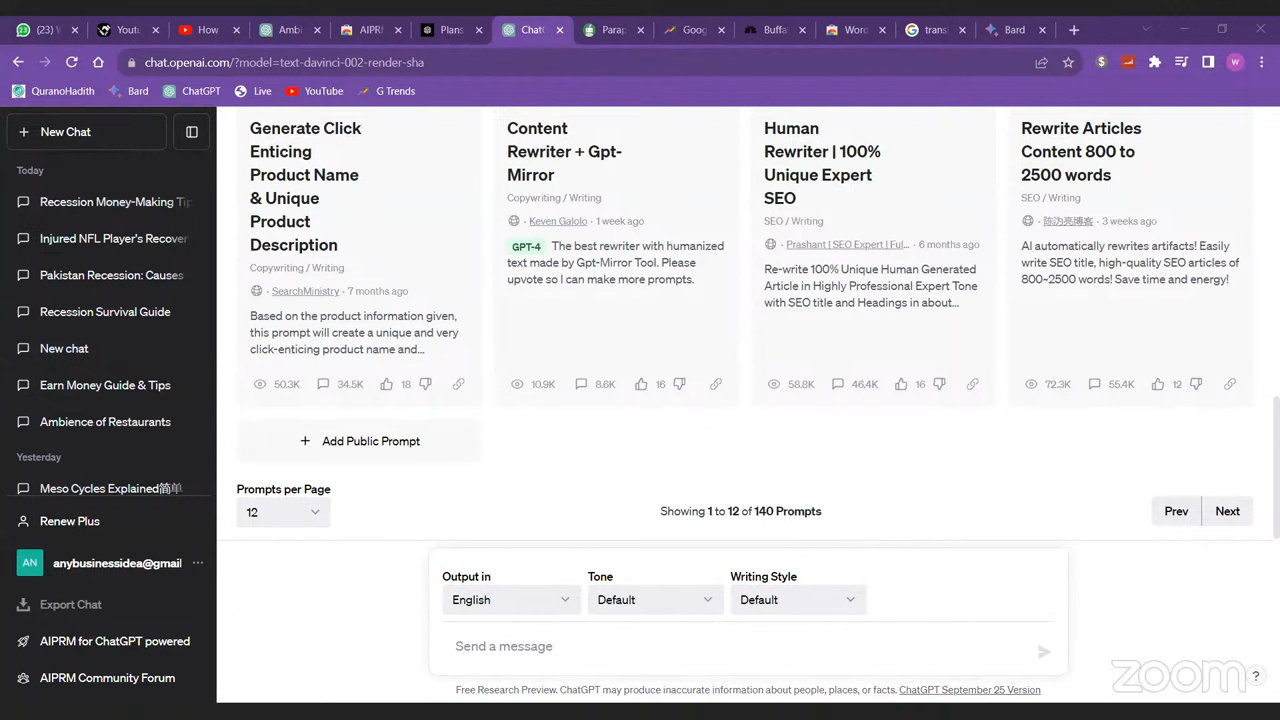 (23) W
Youtu
How
Ambi
AIPRM
Plans
ChatG
Parap
Goog
Buffal
Word
transl
Bard
chat.openai.com/?model=text-davinci-002-render-sha
W
QuranoHadith
Bard
ChatGPT
Live
YouTube
G Trends
New Chat
Today
Recession Money-Making Tip
Injured NFL Player's Recover
Pakistan Recession: Causes
Recession Survival Guide
New chat
Earn Money Guide & Tips
Ambience of Restaurants
Yesterday
Meso Cycles Explained简单
Renew Plus
AN anybusinessidea@gmail
Export Chat
AIPRM for ChatGPT powered
AIPRM Community Forum
Generate Click
Enticing
Product Name
& Unique
Product
Description
Copywriting / Writing
SearchMinistry · 7 months ago
Based on the product information given,
this prompt will create a unique and very
click-enticing product name and...
50.3K 34.5K 18
Content
Rewriter + Gpt-
Mirror
Copywriting / Writing
Keven Galolo · 1 week ago
GPT-4 The best rewriter with humanized
text made by Gpt-Mirror Tool. Please
upvote so I can make more prompts.
10.9K 8.6K 16
Human
Rewriter | 100%
Unique Expert
SEO
SEO / Writing
Prashant | SEO Expert | Ful... · 6 months ago
Re-write 100% Unique Human Generated
Article in Highly Professional Expert Tone
with SEO title and Headings in about...
58.8K 46.4K 16
Rewrite Articles
Content 800 to
2500 words
SEO / Writing
陈沩亮博客 · 3 weeks ago
AI automatically rewrites artifacts! Easily
write SEO title, high-quality SEO articles of
800~2500 words! Save time and energy!
72.3K 55.4K 12
+ Add Public Prompt
Prompts per Page
12
Showing 1 to 12 of 140 Prompts
Prev Next
Output in
English
Tone
Default
Writing Style
Default
Send a message
Free Research Preview. ChatGPT may produce inaccurate information about people, places, or facts. ChatGPT September 25 Version
zoom
?